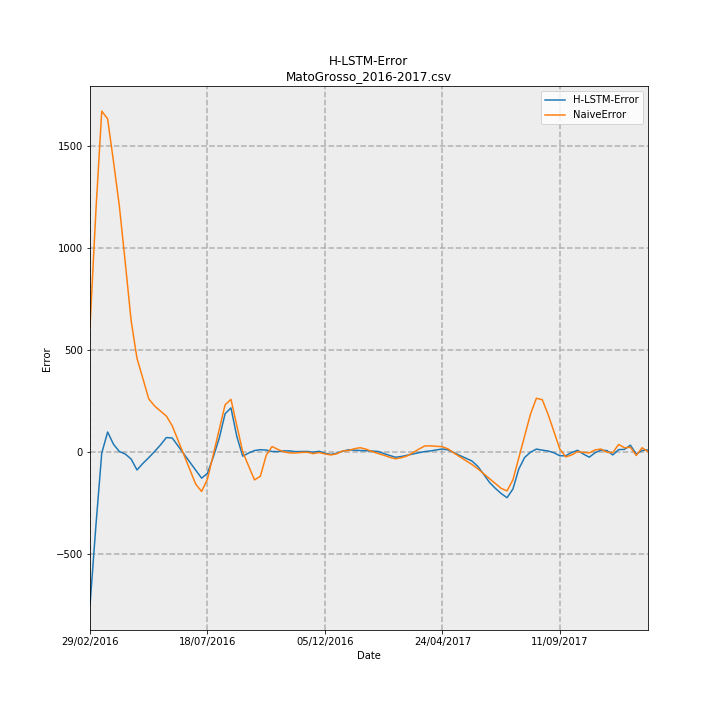 H-LSTM-Error
MatoGrosso_2016-2017.csv
H-LSTM-Error
NaiveError
1500
1000
500
0
−500
Error
29/02/2016
18/07/2016
05/12/2016
24/04/2017
11/09/2017
Date